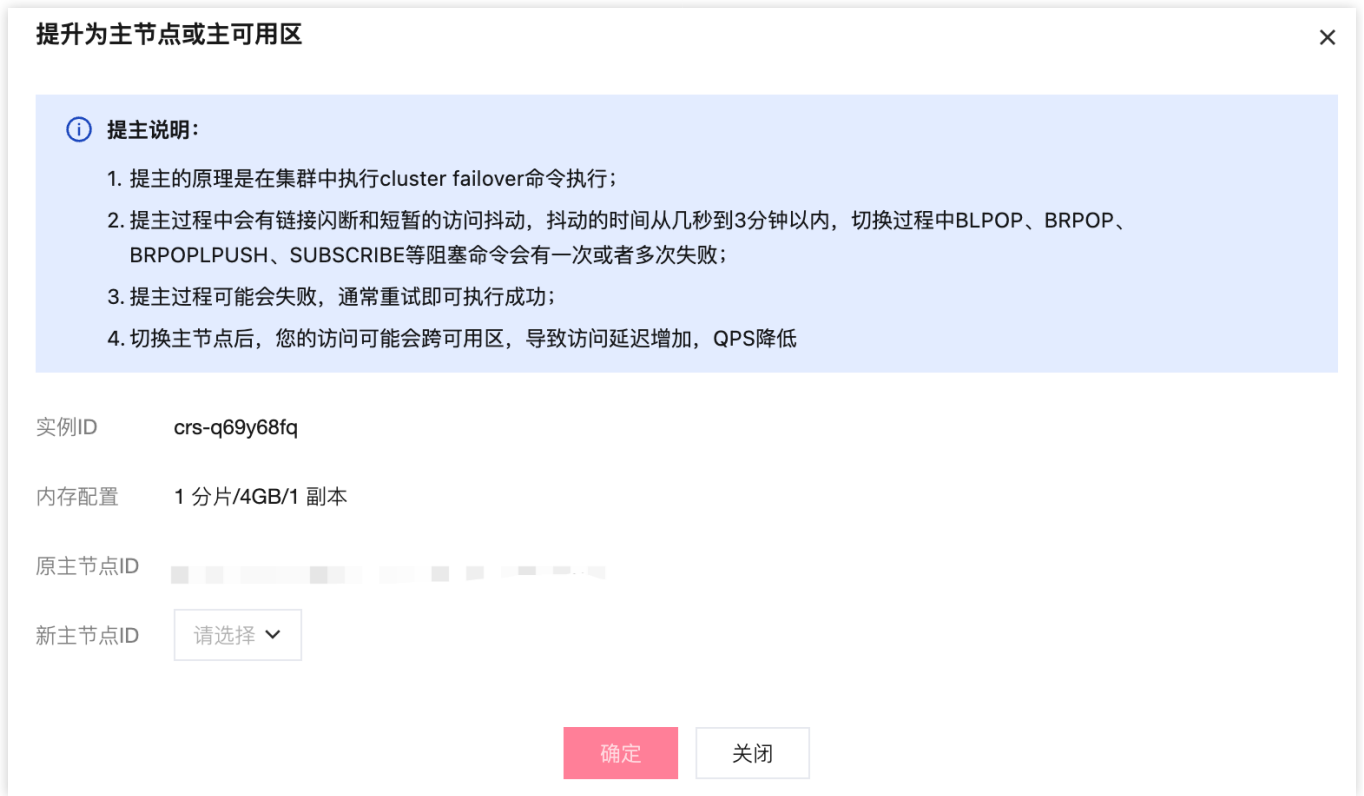 提升为主节点或主可用区
提主说明：
1. 提主的原理是在集群中执行cluster failover命令执行；
2. 提主过程中会有链接闪断和短暂的访问抖动，抖动的时间从几秒到3分钟以内，切换过程中BLPOP、BRPOP、
BRPOPLPUSH、SUBSCRIBE等阻塞命令会有一次或者多次失败；
3. 提主过程可能会失败，通常重试即可执行成功；
4. 切换主节点后，您的访问可能会跨可用区，导致访问延迟增加，QPS降低
实例ID crs-q69y68fq
内存配置 1 分片/4GB/1 副本
原主节点ID
新主节点ID 请选择
确定 关闭